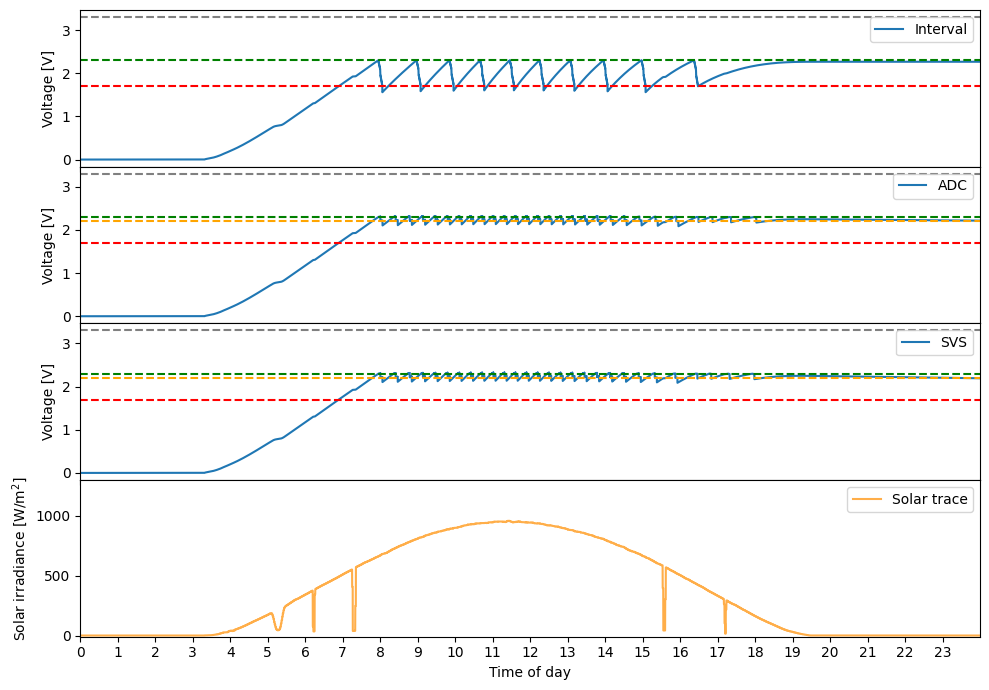 Voltage [V]
3
2
1
0
Interval
Voltage [V]
3
2
1
0
ADC
Voltage [V]
3
2
1
0
SVS
Solar irradiance [W/m²]
1000
500
0
Solar trace
0 1 2 3 4 5 6 7 8 9 10 11 12 13 14 15 16 17 18 19 20 21 22 23
Time of day